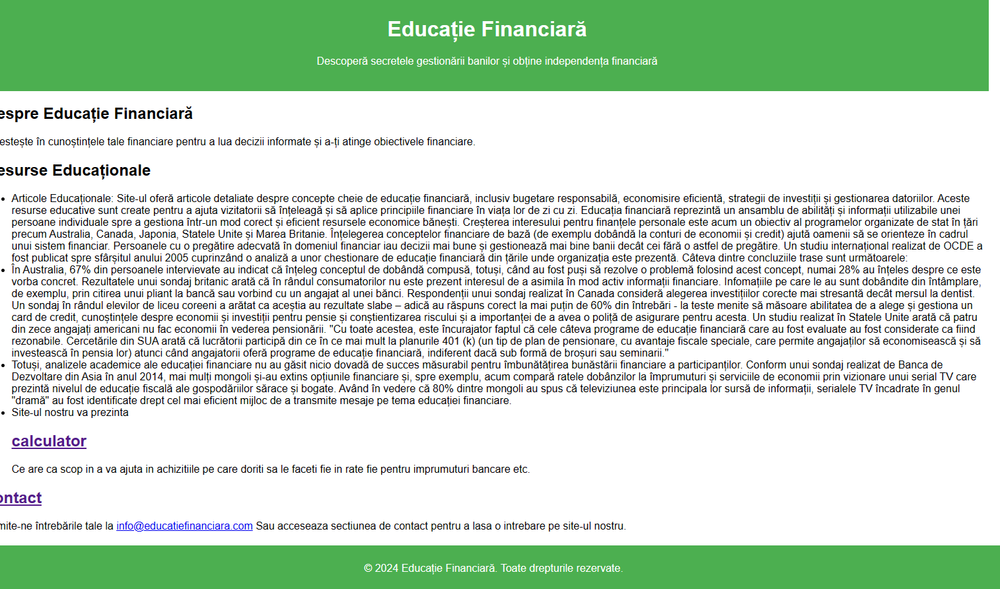 Educație Financiară
Descoperă secretele gestionării banilor și obține independența financiară
espre Educație Financiară
estește în cunoștințele tale financiare pentru a lua decizii informate și a-ți atinge obiectivele financiare.
esurse Educaționale
• Articole Educaționale: Site-ul oferă articole detaliate despre concepte cheie de educație financiară, inclusiv bugetare responsabilă, economisire eficientă, strategii de investiții și gestionarea datoriilor. Aceste
resurse educative sunt create pentru a ajuta vizitatorii să înțeleagă și să aplice principiile financiare în viața lor de zi cu zi. Educația financiară reprezintă un ansamblu de abilități și informații utilizabile unei
persoane individuale spre a gestiona într-un mod corect și eficient resursele economice bănești. Creșterea interesului pentru finanțele personale este acum un obiectiv al programelor organizate de stat în țări
precum Australia, Canada, Japonia, Statele Unite și Marea Britanie. Înțelegerea conceptelor financiare de bază (de exemplu dobândă la conturi de economii și credit) ajută oamenii să se orienteze în cadrul
unui sistem financiar. Persoanele cu o pregătire adecvată în domeniul financiar iau decizii mai bune și gestionează mai bine banii decât cei fără o astfel de pregătire. Un studiu internațional realizat de OCDE a
fost publicat spre sfârșitul anului 2005 cuprinzând o analiză a unor chestionare de educație financiară din țările unde organizația este prezentă. Câteva dintre concluziile trase sunt următoarele:
• În Australia, 67% din persoanele intervievate au indicat că înțeleg conceptul de dobândă compusă, totuși, când au fost puși să rezolve o problemă folosind acest concept, numai 28% au înțeles despre ce este
vorba concret. Rezultatele unui sondaj britanic arată că în rândul consumatorilor nu este prezent interesul de a asimila în mod activ informații financiare. Infomațiile pe care le au sunt dobândite din întâmplare,
de exemplu, prin citirea unui pliant la bancă sau vorbind cu un angajat al unei bănci. Respondenții unui sondaj realizat în Canada consideră alegerea investițiilor corecte mai stresantă decât mersul la dentist.
Un sondaj în rândul elevilor de liceu coreeni a arătat ca aceștia au rezultate slabe – adică au răspuns corect la mai puțin de 60% din întrebări - la teste menite să măsoare abilitatea de a alege și gestiona un
card de credit, cunoștințele despre economii și investiții pentru pensie și conștientizarea riscului și a importanței de a avea o poliță de asigurare pentru acesta. Un studiu realizat în Statele Unite arată că patru
din zece angajați americani nu fac economii în vederea pensionării. "Cu toate acestea, este încurajator faptul că cele câteva programe de educație financiară care au fost evaluate au fost considerate ca fiind
rezonabile. Cercetările din SUA arată că lucrătorii participă din ce în ce mai mult la planurile 401 (k) (un tip de plan de pensionare, cu avantaje fiscale speciale, care permite angajaților să economisească și să
investească în pensia lor) atunci când angajatorii oferă programe de educație financiară, indiferent dacă sub formă de broșuri sau seminarii."
• Totuși, analizele academice ale educației financiare nu au găsit nicio dovadă de succes măsurabil pentru îmbunătățirea bunăstării financiare a participanților. Conform unui sondaj realizat de Banca de
Dezvoltare din Asia în anul 2014, mai mulți mongoli și-au extins opțiunile financiare și, spre exemplu, acum compară ratele dobânzilor la împrumuturi și serviciile de economii prin vizionare unui serial TV care
prezintă nivelul de educație fiscală ale gospodăriilor sărace și bogate. Având în vedere că 80% dintre mongoli au spus că televiziunea este principala lor sursă de informații, serialele TV încadrate în genul
"dramă" au fost identificate drept cel mai eficient mijloc de a transmite mesaje pe tema educației financiare.
• Site-ul nostru va prezinta
calculator
Ce are ca scop in a va ajuta in achizitiile pe care doriti sa le faceti fie in rate fie pentru imprumuturi bancare etc.
ontact
mite-ne întrebările tale la info@educatiefinanciara.com Sau acceseaza sectiunea de contact pentru a lasa o intrebare pe site-ul nostru.
© 2024 Educație Financiară. Toate drepturile rezervate.